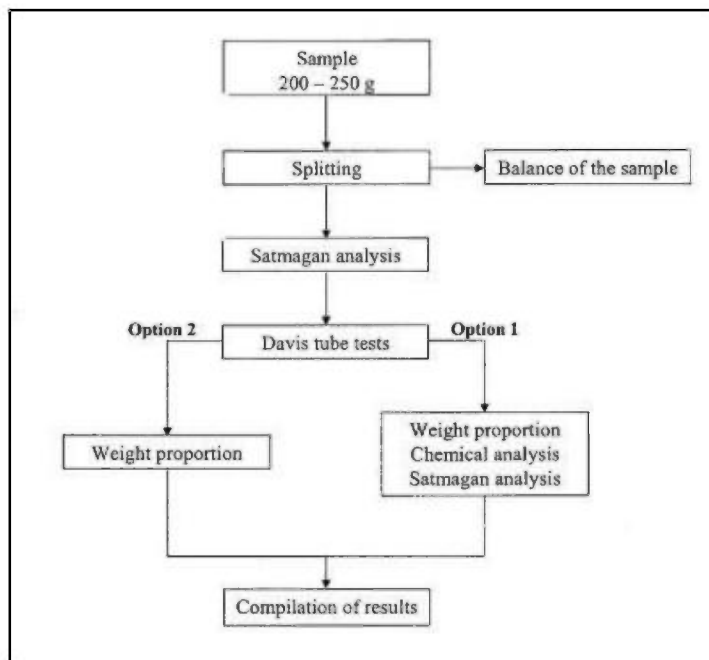 Sample
200 – 250 g
Splitting
Balance of the sample
Satmagan analysis
Option 2
Option 1
Davis tube tests
Weight proportion
Weight proportion
Chemical analysis
Satmagan analysis
Compilation of results